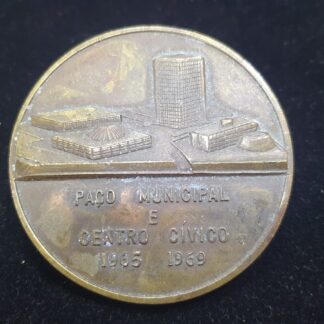 PAÇO MUNICIPAL
E
CENTRO CÍVICO
1965 1969